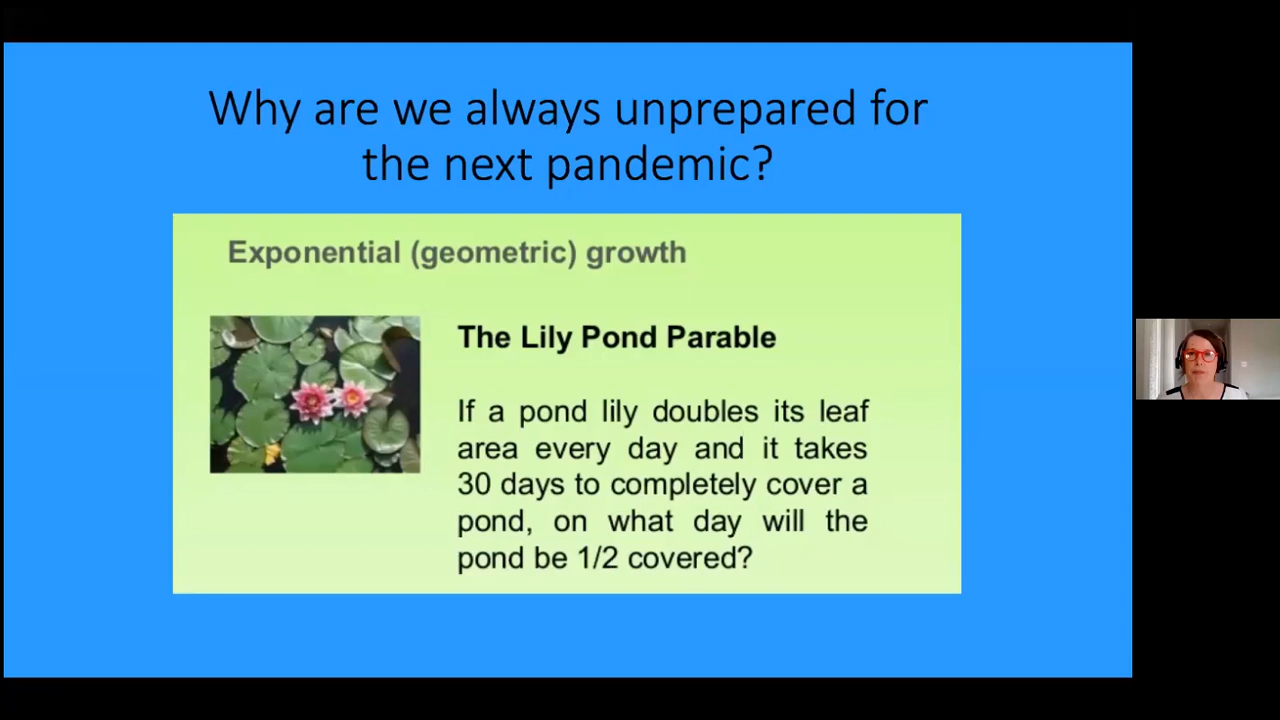 Why are we always unprepared for
the next pandemic?
Exponential (geometric) growth
The Lily Pond Parable
If a pond lily doubles its leaf
area every day and it takes
30 days to completely cover a
pond, on what day will the
pond be 1/2 covered?